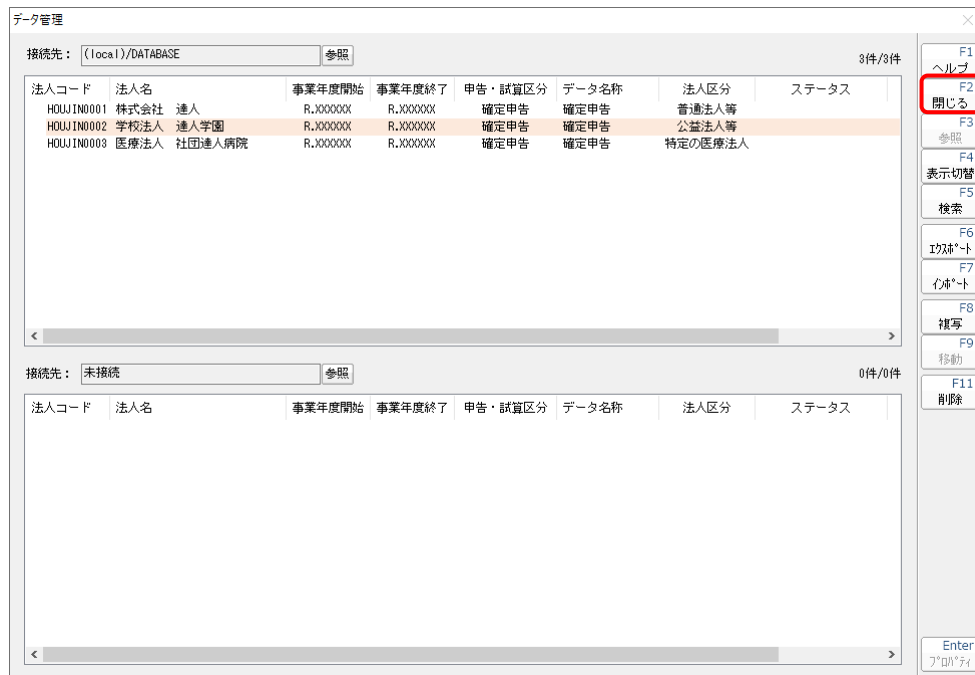 データ管理
接続先： (local)/DATABASE 参照 3件/3件
法人コード 法人名 事業年度開始 事業年度終了 申告・試算区分 データ名称 法人区分 ステータス
HOUJIN0001 株式会社　達人 R.XXXXXX R.XXXXXX 確定申告 確定申告 普通法人等
HOUJIN0002 学校法人　達人学園 R.XXXXXX R.XXXXXX 確定申告 確定申告 公益法人等
HOUJIN0003 医療法人　社団達人病院 R.XXXXXX R.XXXXXX 確定申告 確定申告 特定の医療法人
接続先： 未接続 参照 0件/0件
法人コード 法人名 事業年度開始 事業年度終了 申告・試算区分 データ名称 法人区分 ステータス
F1
ヘルプ
F2
閉じる
F3
参照
F4
表示切替
F5
検索
F6
ｴｸｽﾎﾟｰﾄ
F7
ｲﾝﾎﾟｰﾄ
F8
複写
F9
移動
F11
削除
Enter
ﾌﾟﾛﾊﾟﾃｨ